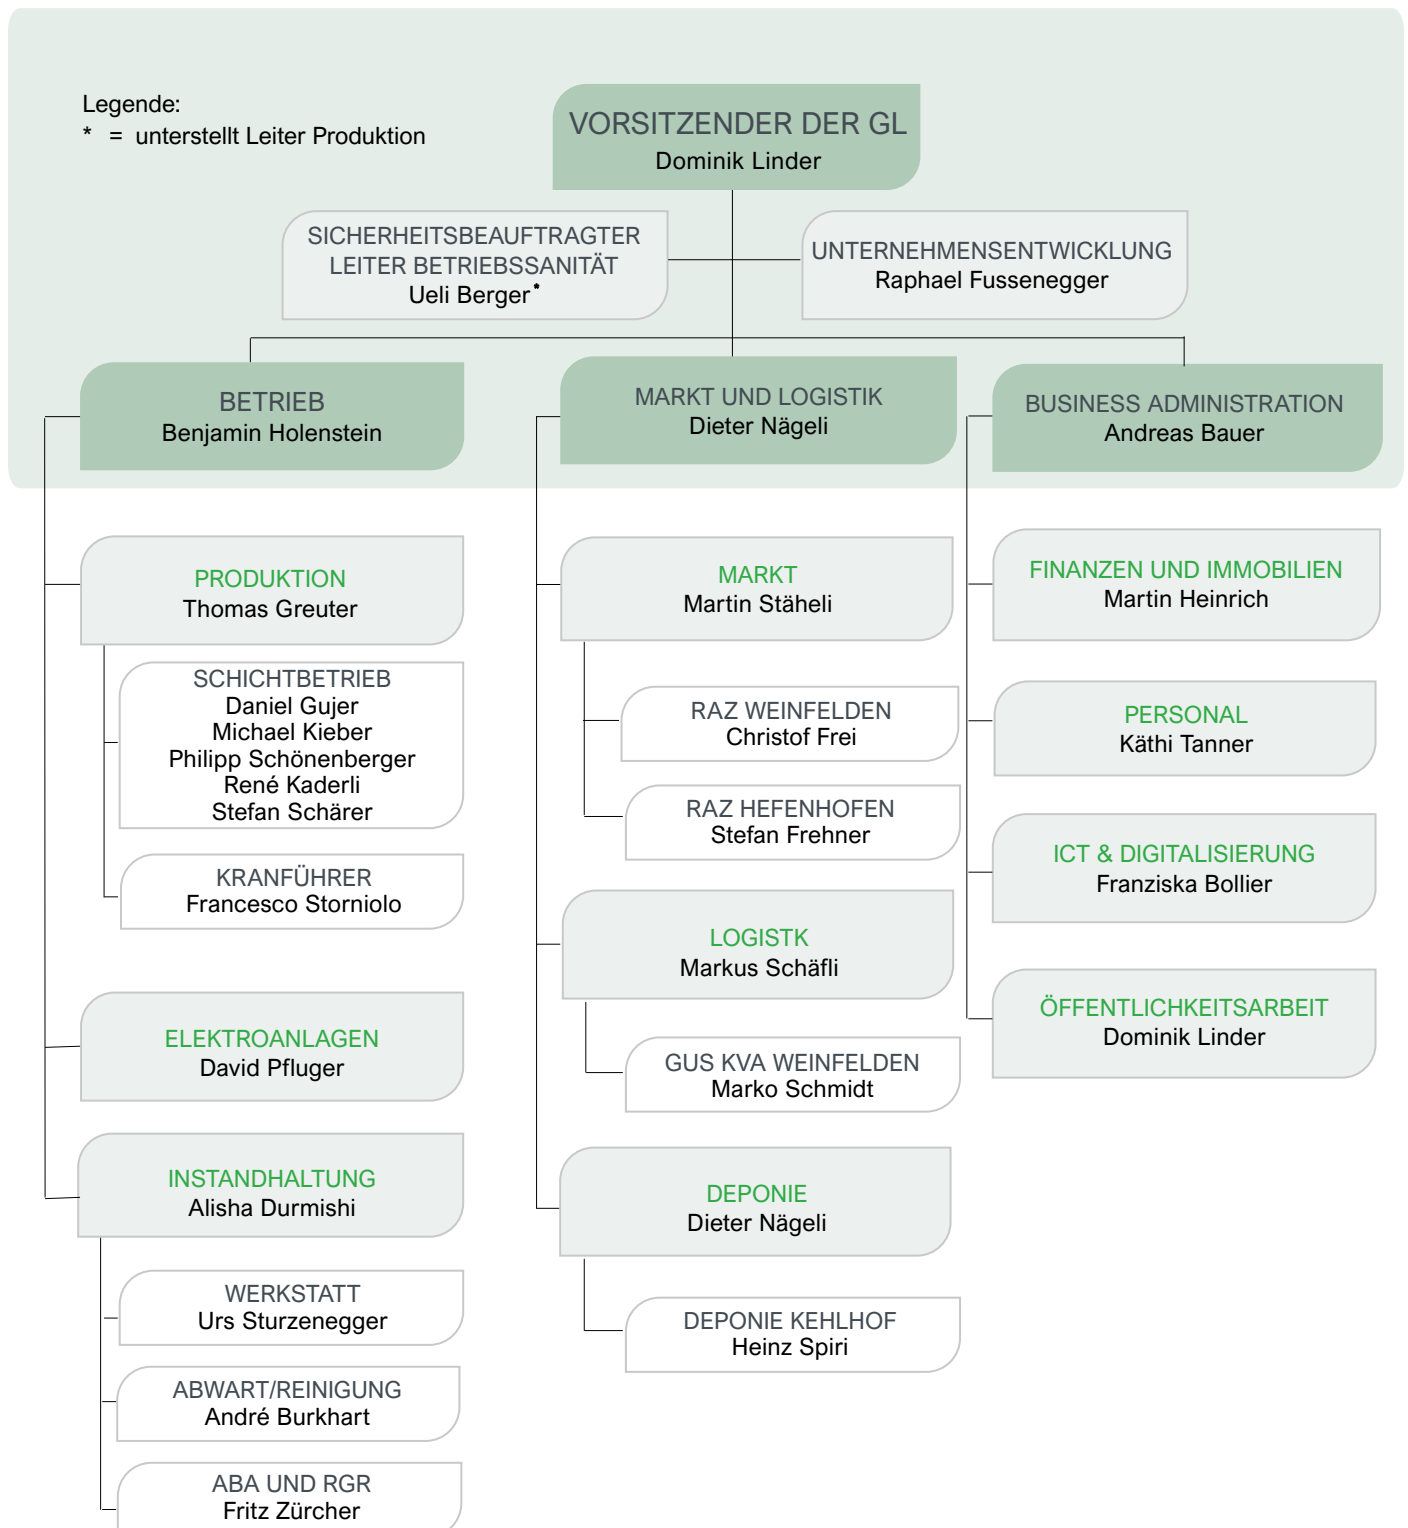 Legende:
* = unterstellt Leiter Produktion
VORSITZENDER DER GL
Dominik Linder
SICHERHEITSBEAUFTRAGTER
LEITER BETRIEBSSANITÄT
Ueli Berger*
UNTERNEHMENSENTWICKLUNG
Raphael Fussenegger
BETRIEB
Benjamin Holenstein
MARKT UND LOGISTIK
Dieter Nägeli
BUSINESS ADMINISTRATION
Andreas Bauer
PRODUKTION
Thomas Greuter
SCHICHTBETRIEB
Daniel Gujer
Michael Kieber
Philipp Schönenberger
René Kaderli
Stefan Schärer
KRANFÜHRER
Francesco Storniolo
ELEKTROANLAGEN
David Pfluger
INSTANDHALTUNG
Alisha Durmishi
WERKSTATT
Urs Sturzenegger
ABWART/REINIGUNG
André Burkhart
ABA UND RGR
Fritz Zürcher
MARKT
Martin Stäheli
RAZ WEINFELDEN
Christof Frei
RAZ HEFENHOFEN
Stefan Frehner
LOGISTK
Markus Schäfli
GUS KVA WEINFELDEN
Marko Schmidt
DEPONIE
Dieter Nägeli
DEPONIE KEHLHOF
Heinz Spiri
FINANZEN UND IMMOBILIEN
Martin Heinrich
PERSONAL
Käthi Tanner
ICT & DIGITALISIERUNG
Franziska Bollier
ÖFFENTLICHKEITSARBEIT
Dominik Linder